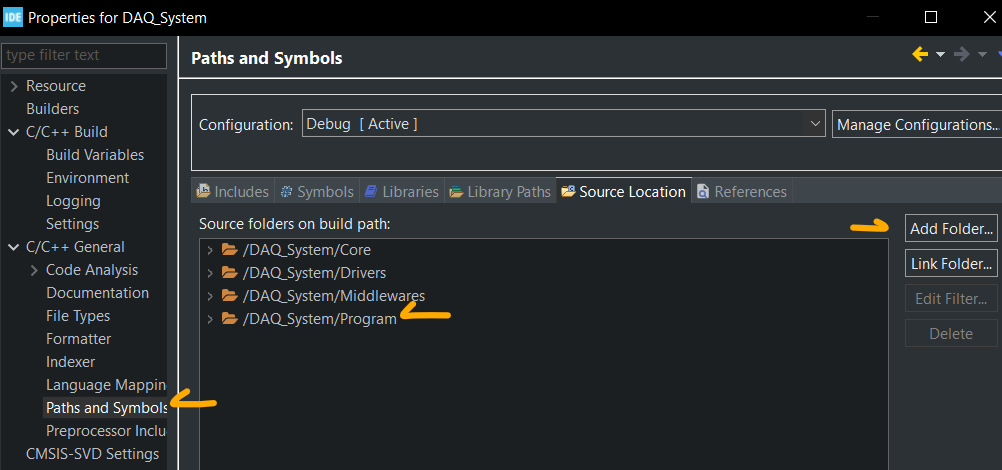 IDE Properties for DAQ_System
type filter text
Paths and Symbols
Resource
Builders
C/C++ Build
Build Variables
Environment
Logging
Settings
C/C++ General
Code Analysis
Documentation
File Types
Formatter
Indexer
Language Mappin
Paths and Symbols
Preprocessor Inclu
CMSIS-SVD Settings
Configuration: Debug [ Active ] Manage Configurations...
Includes Symbols Libraries Library Paths Source Location References
Source folders on build path:
/DAQ_System/Core
/DAQ_System/Drivers
/DAQ_System/Middlewares
/DAQ_System/Program
Add Folder...
Link Folder...
Edit Filter...
Delete